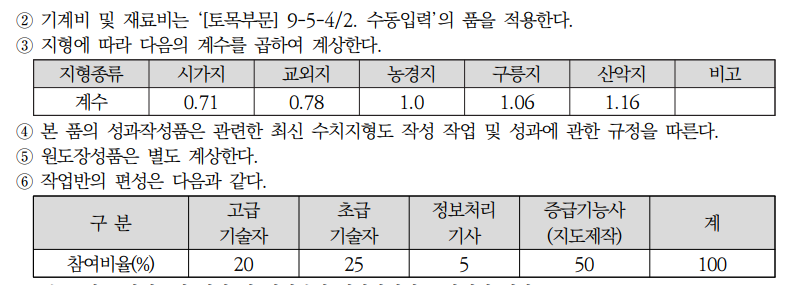 ② 기계비 및 재료비는 ‘[토목부문] 9-5-4/2. 수동입력’의 품을 적용한다.
③ 지형에 따라 다음의 계수를 곱하여 계상한다.
지형종류 시가지 교외지 농경지 구릉지 산악지 비고
계수 0.71 0.78 1.0 1.06 1.16
④ 본 품의 성과작성품은 관련한 최신 수치지형도 작성 작업 및 성과에 관한 규정을 따른다.
⑤ 원도장성품은 별도 계상한다.
⑥ 작업반의 편성은 다음과 같다.
구 분 고급 기술자 초급 기술자 정보처리 기사 중급기능사 (지도제작) 계
참여비율(%) 20 25 5 50 100